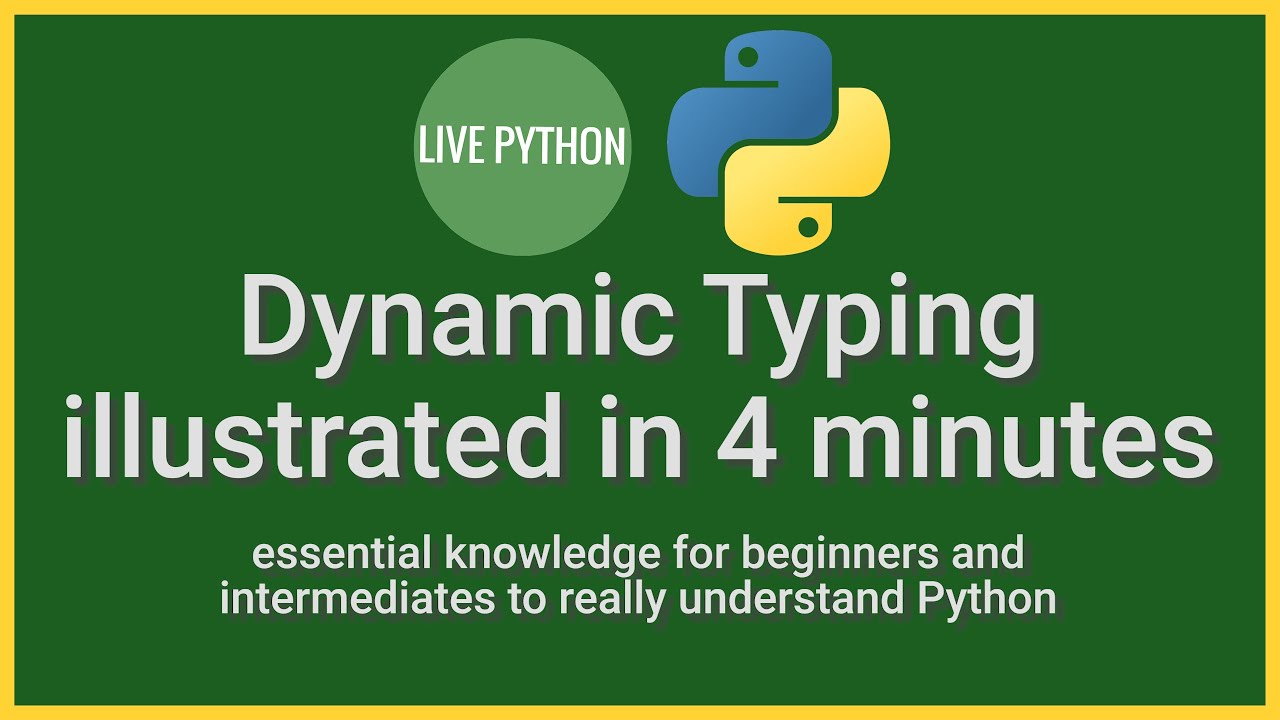 LIVE PYTHON
Dynamic Typing
illustrated in 4 minutes
essential knowledge for beginners and
intermediates to really understand Python